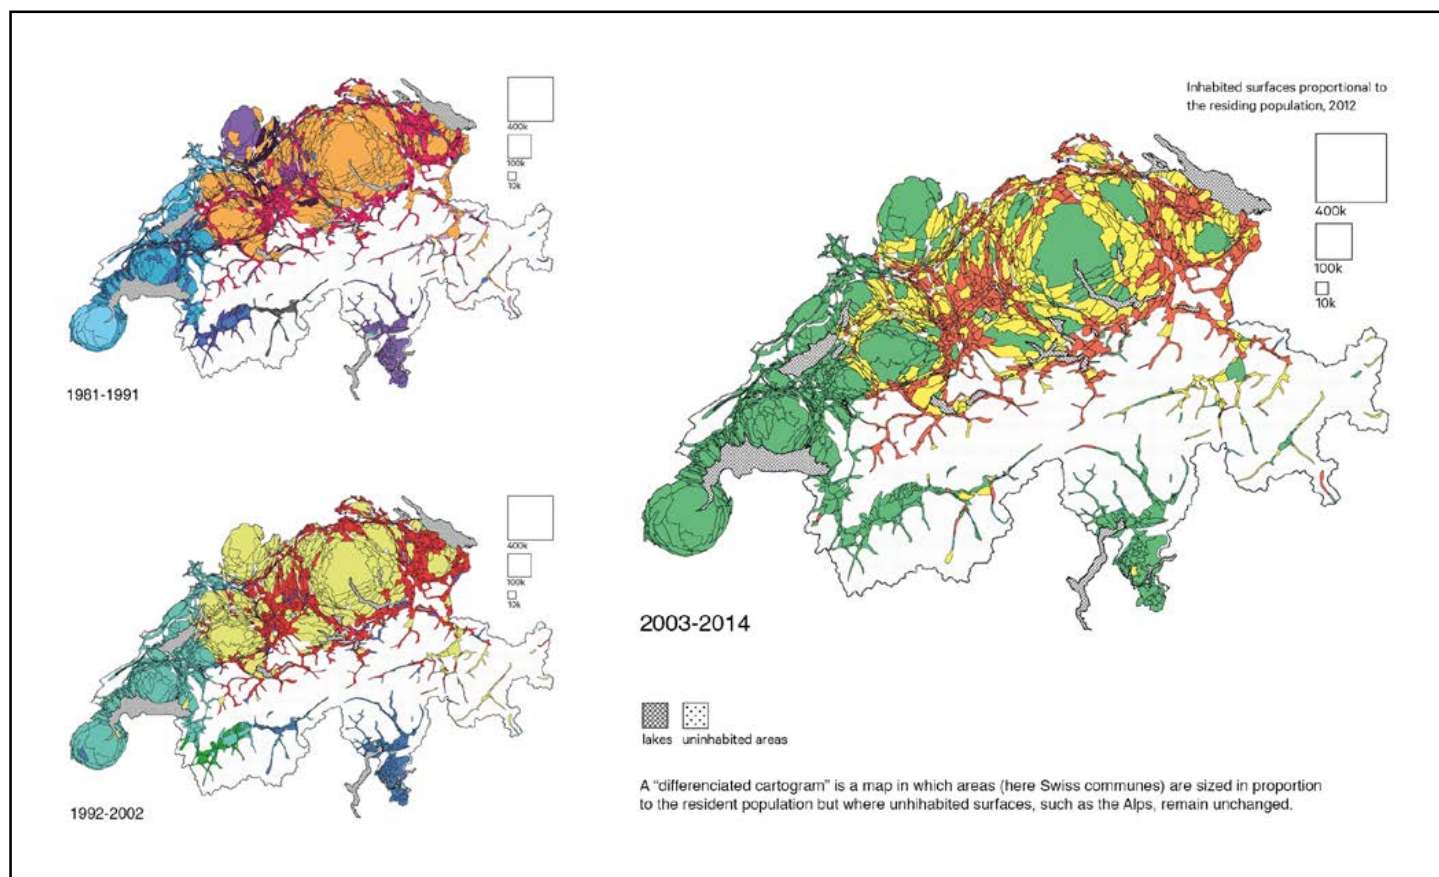 400k
100k
10k
1981-1991
400k
100k
10k
1992-2002
Inhabited surfaces proportional to
the residing population, 2012
400k
100k
10k
2003-2014
lakes uninhabited areas
A “differenciated cartogram” is a map in which areas (here Swiss communes) are sized in proportion
to the resident population but where unhihabited surfaces, such as the Alps, remain unchanged.